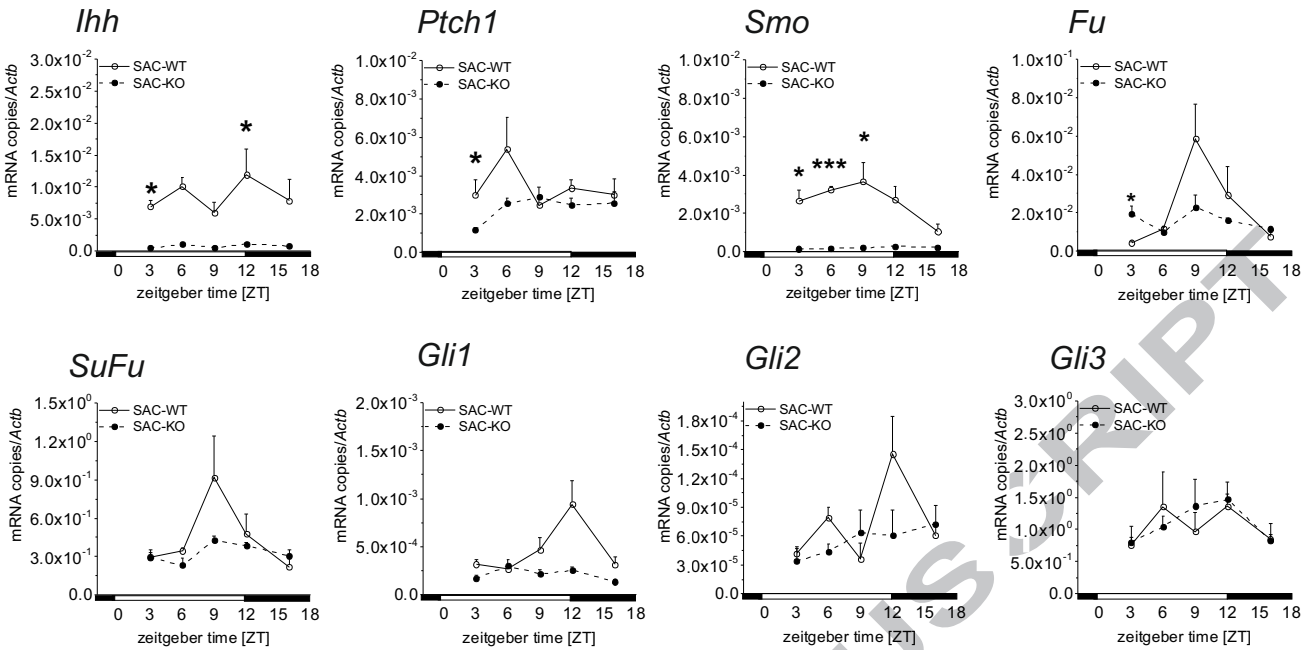 Ihh
Ptch1
Smo
Fu
mRNA copies/Actb
3.0x10⁻²
2.5x10⁻²
2.0x10⁻²
1.5x10⁻²
1.0x10⁻²
5.0x10⁻³
0.0
SAC-WT
SAC-KO
*
*
0 3 6 9 12 15 18
zeitgeber time [ZT]
mRNA copies/Actb
1.0x10⁻²
8.0x10⁻³
6.0x10⁻³
4.0x10⁻³
2.0x10⁻³
0.0
SAC-WT
SAC-KO
*
0 3 6 9 12 15 18
zeitgeber time [ZT]
mRNA copies/Actb
1.0x10⁻²
8.0x10⁻³
6.0x10⁻³
4.0x10⁻³
2.0x10⁻³
0.0
SAC-WT
SAC-KO
* *** *
0 3 6 9 12 15 18
zeitgeber time [ZT]
mRNA copies/Actb
1.0x10⁻¹
8.0x10⁻²
6.0x10⁻²
4.0x10⁻²
2.0x10⁻²
0.0
SAC-WT
SAC-KO
*
0 3 6 9 12 15 18
zeitgeber time [ZT]
SuFu
Gli1
Gli2
Gli3
mRNA copies/Actb
1.5x10⁰
1.2x10⁰
9.0x10⁻¹
6.0x10⁻¹
3.0x10⁻¹
0.0
SAC-WT
SAC-KO
0 3 6 9 12 15 18
zeitgeber time [ZT]
mRNA copies/Actb
2.0x10⁻³
1.5x10⁻³
1.0x10⁻³
5.0x10⁻⁴
0.0
SAC-WT
SAC-KO
0 3 6 9 12 15 18
zeitgeber time [ZT]
mRNA copies/Actb
1.8x10⁻⁴
1.5x10⁻⁴
1.2x10⁻⁴
9.0x10⁻⁵
6.0x10⁻⁵
3.0x10⁻⁵
0.0
SAC-WT
SAC-KO
0 3 6 9 12 15 18
zeitgeber time [ZT]
mRNA copies/Actb
3.0x10⁰
2.5x10⁰
2.0x10⁰
1.5x10⁰
1.0x10⁰
5.0x10⁻¹
0.0
SAC-WT
SAC-KO
0 3 6 9 12 15 18
zeitgeber time [ZT]
US CRIPT